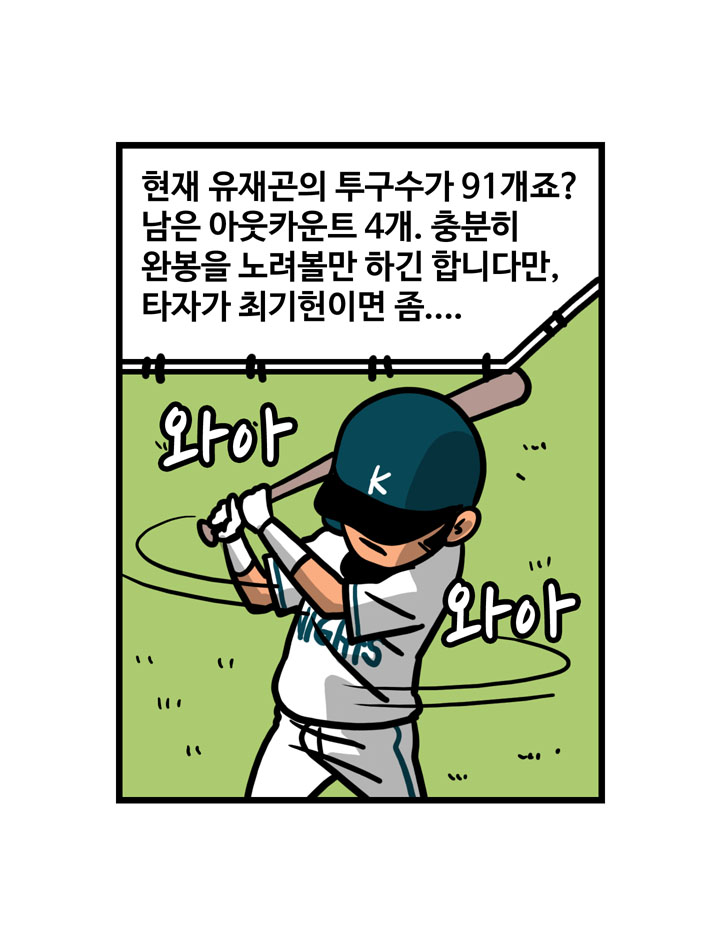 현재 유재곤의 투구수가 91개죠?
남은 아웃카운트 4개. 충분히
완봉을 노려볼만 하긴 합니다만,
타자가 최기헌이면 좀....
와아
K
와아
NIGHTS